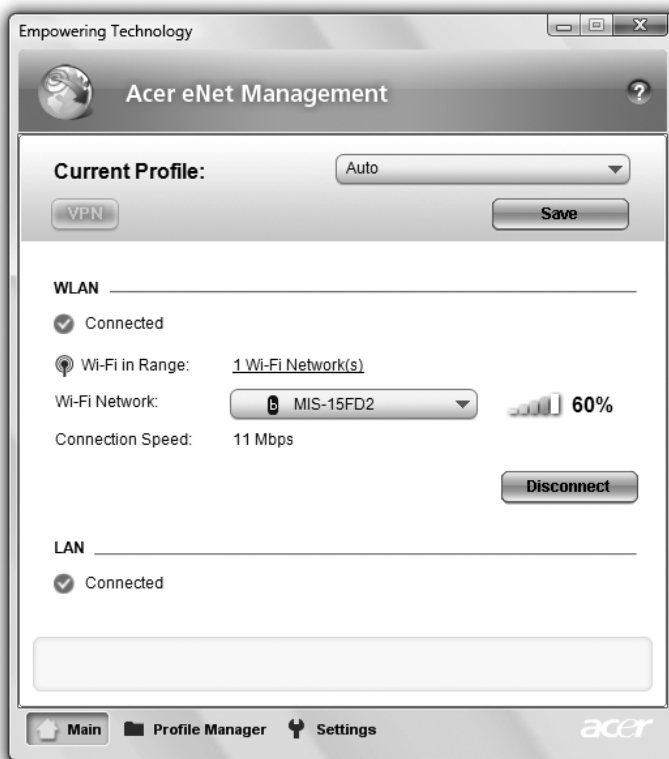 Empowering Technology
Acer eNet Management
?
Current Profile:
Auto
VPN
Save
WLAN
Connected
Wi-Fi in Range: 1 Wi-Fi Network(s)
Wi-Fi Network: b MIS-15FD2 60%
Connection Speed: 11 Mbps
Disconnect
LAN
Connected
Main Profile Manager Settings
acer